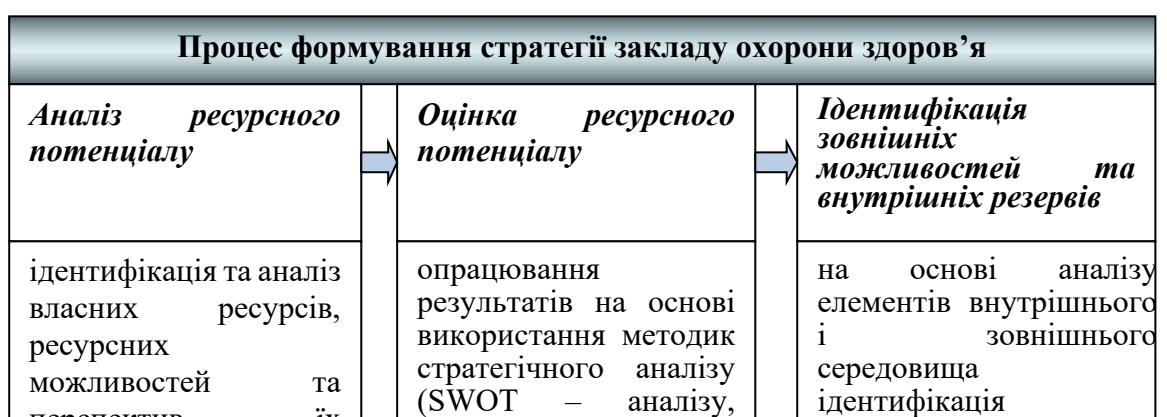 Процес формування стратегії закладу охорони здоров’я
Аналіз ресурсного
потенціалу
Оцінка ресурсного
потенціалу
Ідентифікація
зовнішніх
можливостей та
внутрішніх резервів
ідентифікація та аналіз
власних ресурсів,
ресурсних
можливостей та
перспектив їх
опрацювання
результатів на основі
використання методик
стратегічного аналізу
(SWOT – аналізу,
на основі аналізу
елементів внутрішнього
і зовнішнього
середовища
ідентифікація